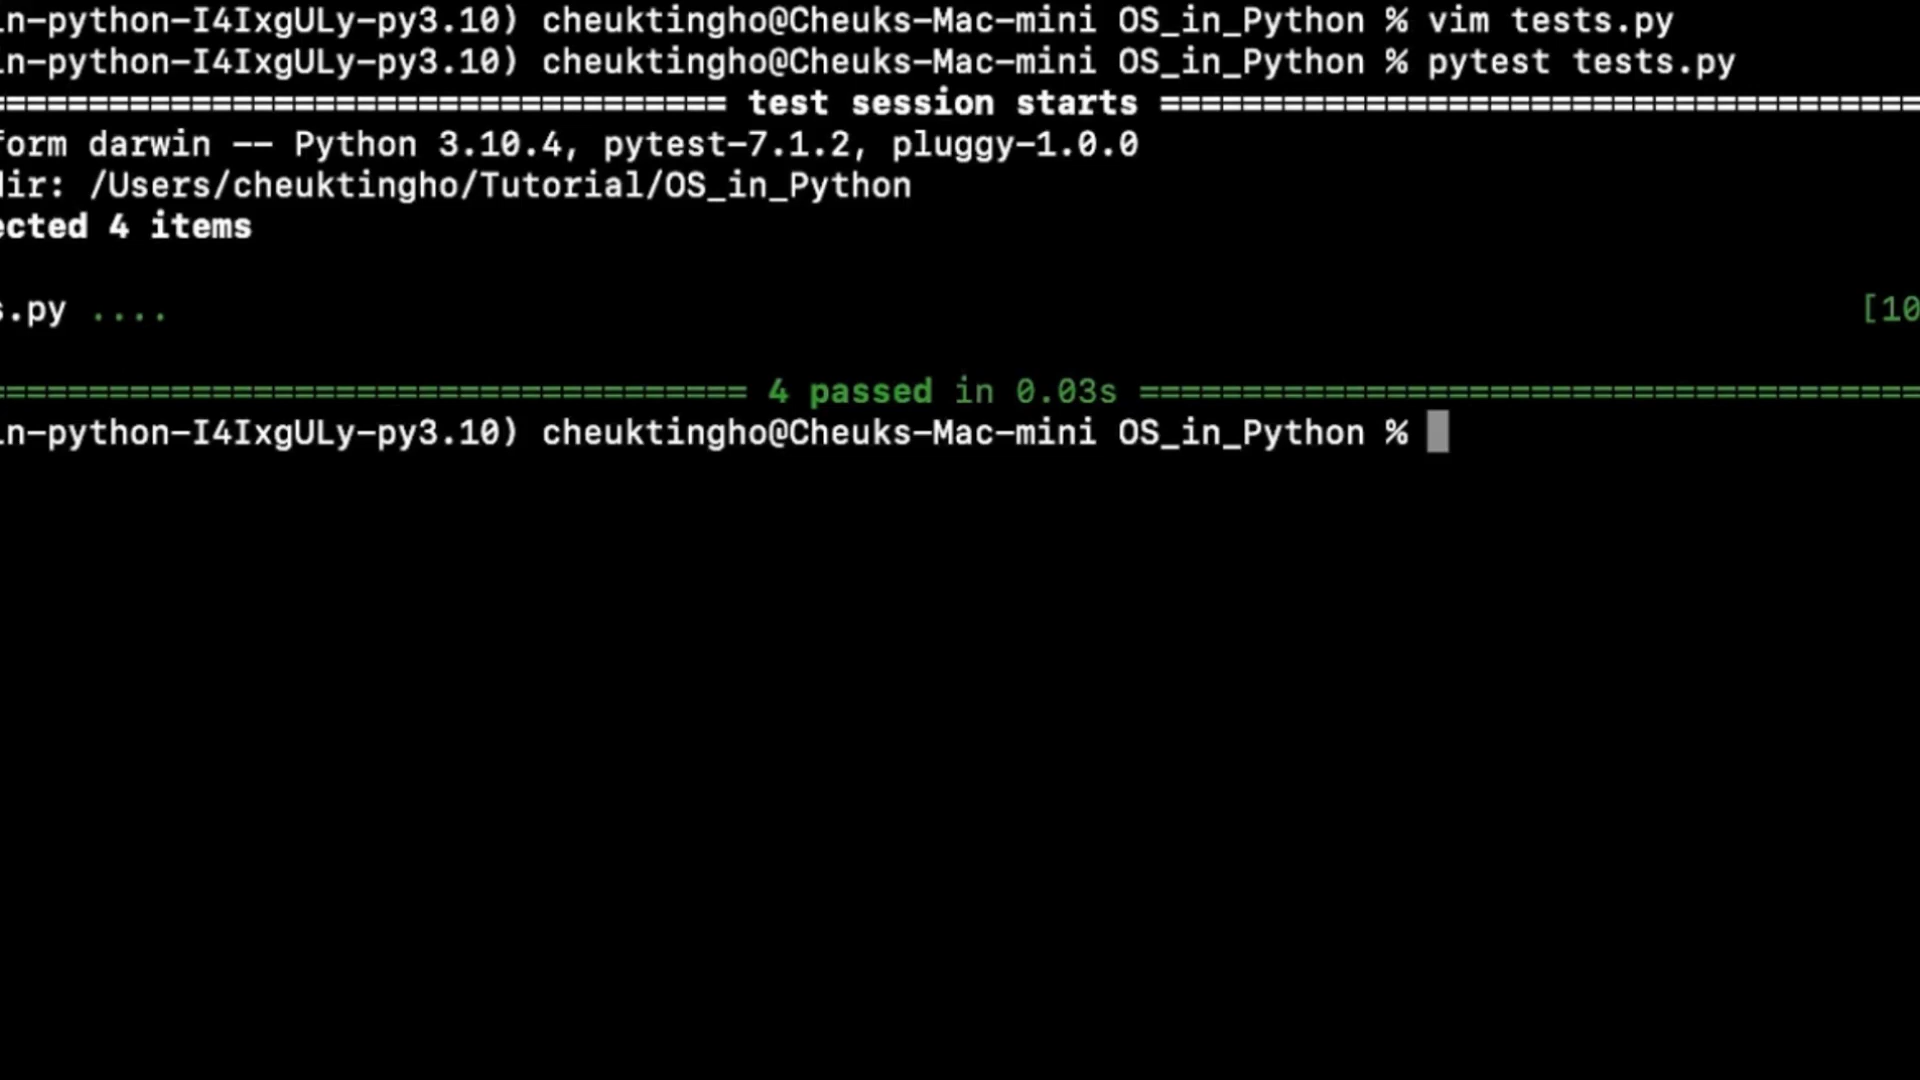 in-python-I4IxgULy-py3.10) cheuktingho@Cheuks-Mac-mini OS_in_Python % vim tests.py
in-python-I4IxgULy-py3.10) cheuktingho@Cheuks-Mac-mini OS_in_Python % pytest tests.py
=================================== test session starts =====================================
form darwin -- Python 3.10.4, pytest-7.1.2, pluggy-1.0.0
dir: /Users/cheuktingho/Tutorial/OS_in_Python
ected 4 items
s.py .... [10
==================================== 4 passed in 0.03s ======================================
in-python-I4IxgULy-py3.10) cheuktingho@Cheuks-Mac-mini OS_in_Python %